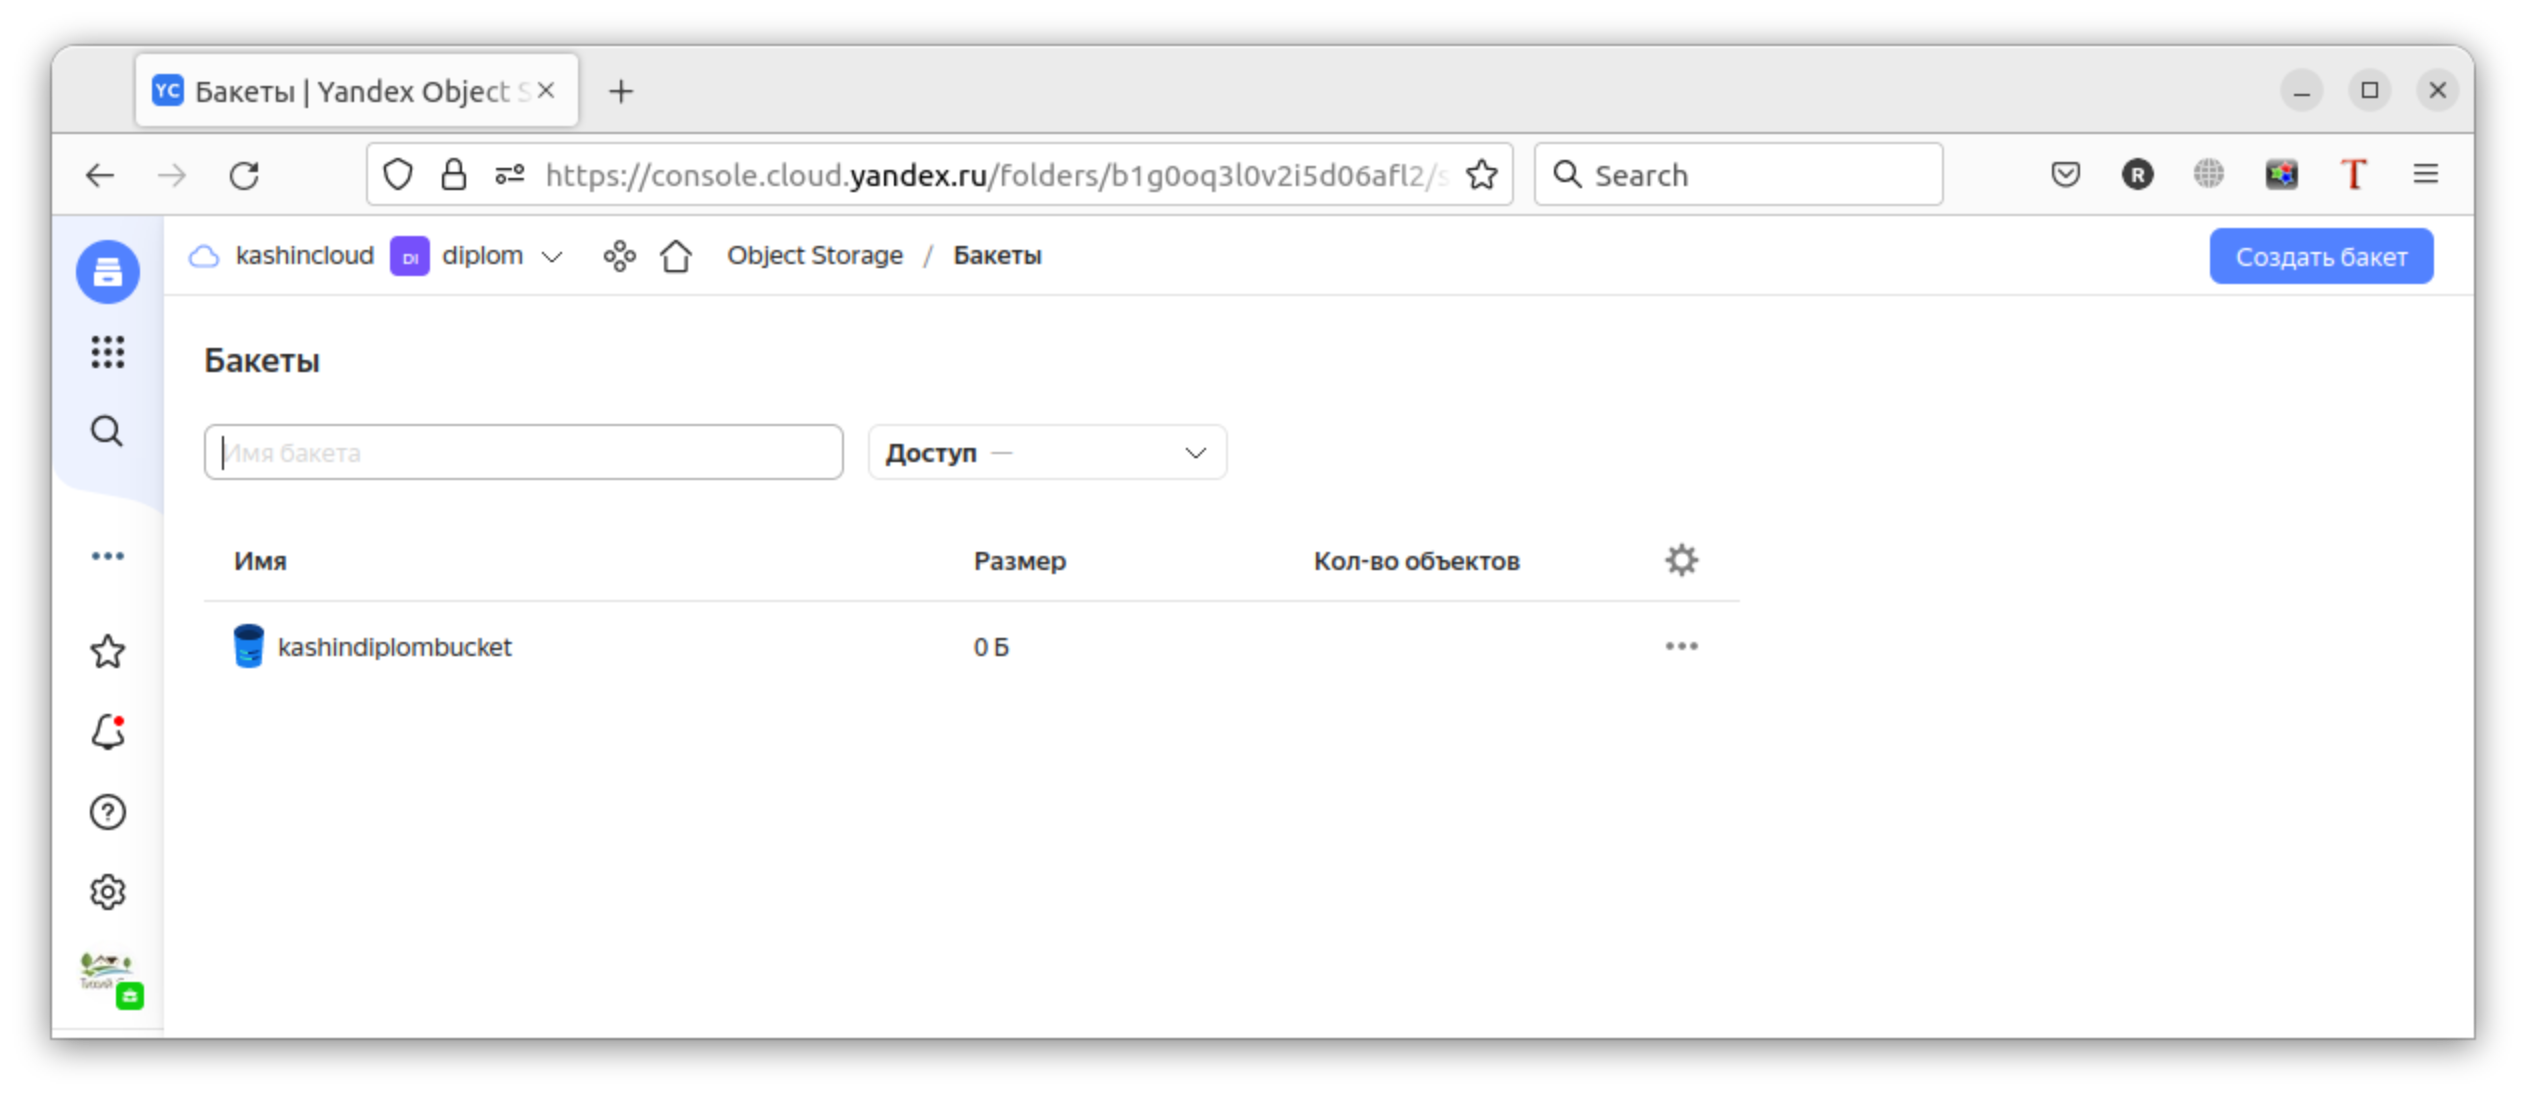 YC Бакеты | Yandex Object S
https://console.cloud.yandex.ru/folders/b1g0oq3l0v2i5d06afl2/s
Search
R
T
kashincloud DI diplom Object Storage / Бакеты
Создать бакет
Бакеты
Имя бакета
Доступ —
Имя Размер Кол-во объектов
kashindiplombucket 0 Б